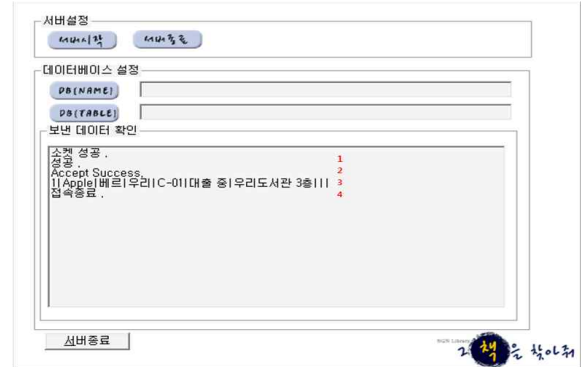 서버설정
서버시작 서버종료
데이터베이스 설정
DB(NAME)
DB(TABLE)
보낸 데이터 확인
소켓 성공 .
성공 . 1
Accept Success. 2
1|Apple|베르|우리|C-01|대출 중|우리도서관 3층||| 3
접속종료 . 4
서버종료
그 책을 찾아줘